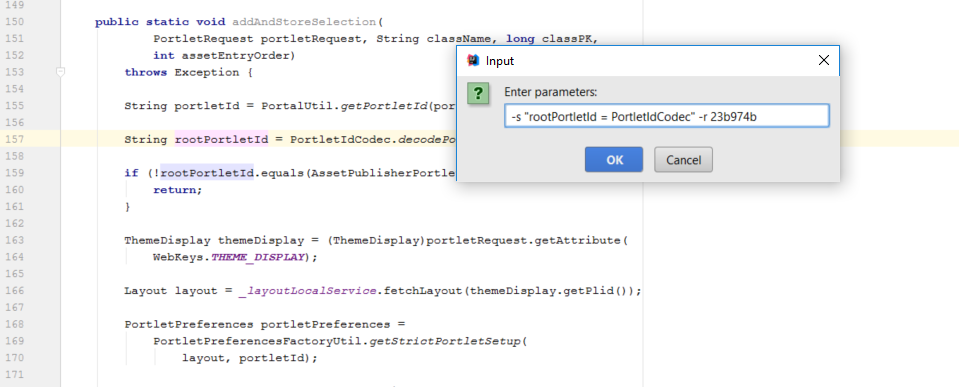 149
150 public static void addAndStoreSelection(
151 PortletRequest portletRequest, String className, long classPK,
152 int assetEntryOrder)
153 throws Exception {
154
155 String portletId = PortalUtil.getPortletId(por
156
157 String rootPortletId = PortletIdCodec.decodePo
158
159 if (!rootPortletId.equals(AssetPublisherPortle
160 return;
161 }
162
163 ThemeDisplay themeDisplay = (ThemeDisplay)portletRequest.getAttribute(
164 WebKeys.THEME_DISPLAY);
165
166 Layout layout = _layoutLocalService.fetchLayout(themeDisplay.getPlid());
167
168 PortletPreferences portletPreferences =
169 PortletPreferencesFactoryUtil.getStrictPortletSetup(
170 layout, portletId);
171
Input
?
Enter parameters:
-s "rootPortletId = PortletIdCodec" -r 23b974b
OK Cancel